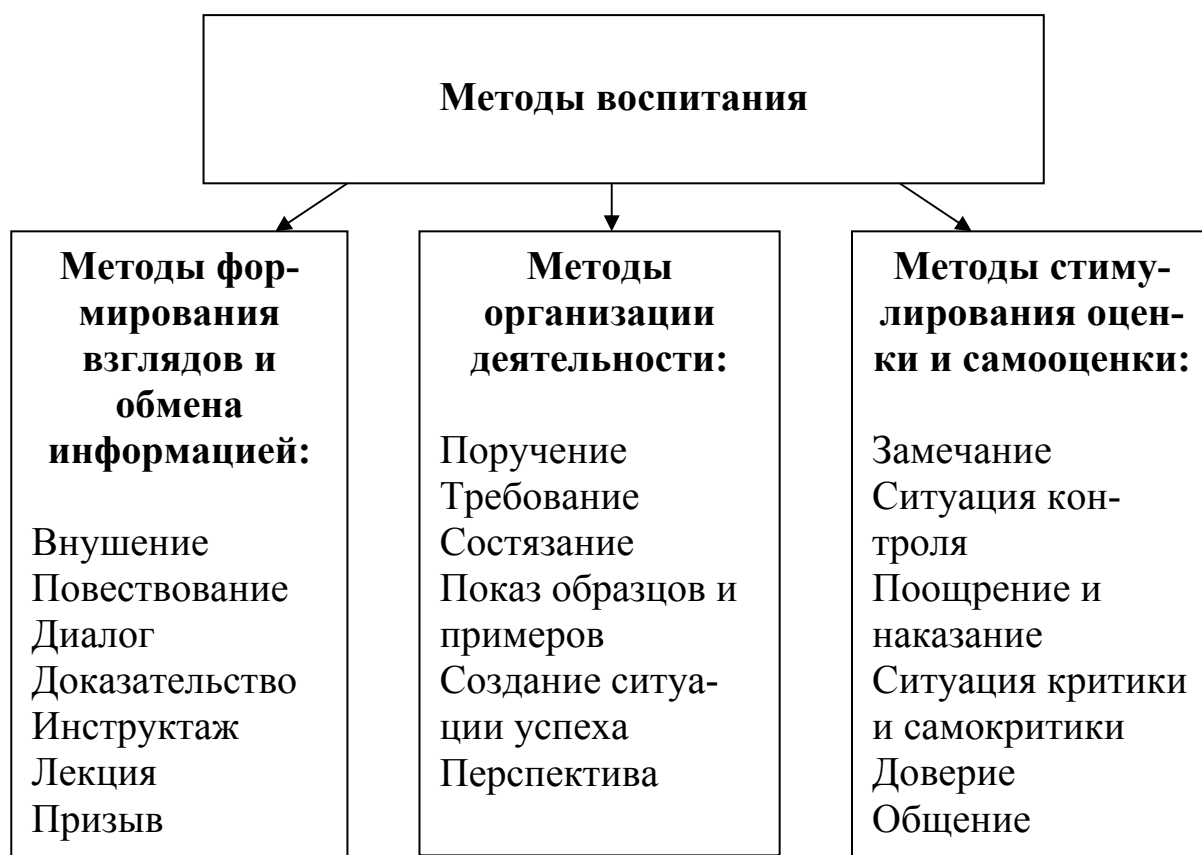 Методы воспитания
Методы фор-
мирования
взглядов и
обмена
информацией:
Внушение
Повествование
Диалог
Доказательство
Инструктаж
Лекция
Призыв
Методы
организации
деятельности:
Поручение
Требование
Состязание
Показ образцов и
примеров
Создание ситуа-
ции успеха
Перспектива
Методы стиму-
лирования оцен-
ки и самооценки:
Замечание
Ситуация кон-
троля
Поощрение и
наказание
Ситуация критики
и самокритики
Доверие
Общение